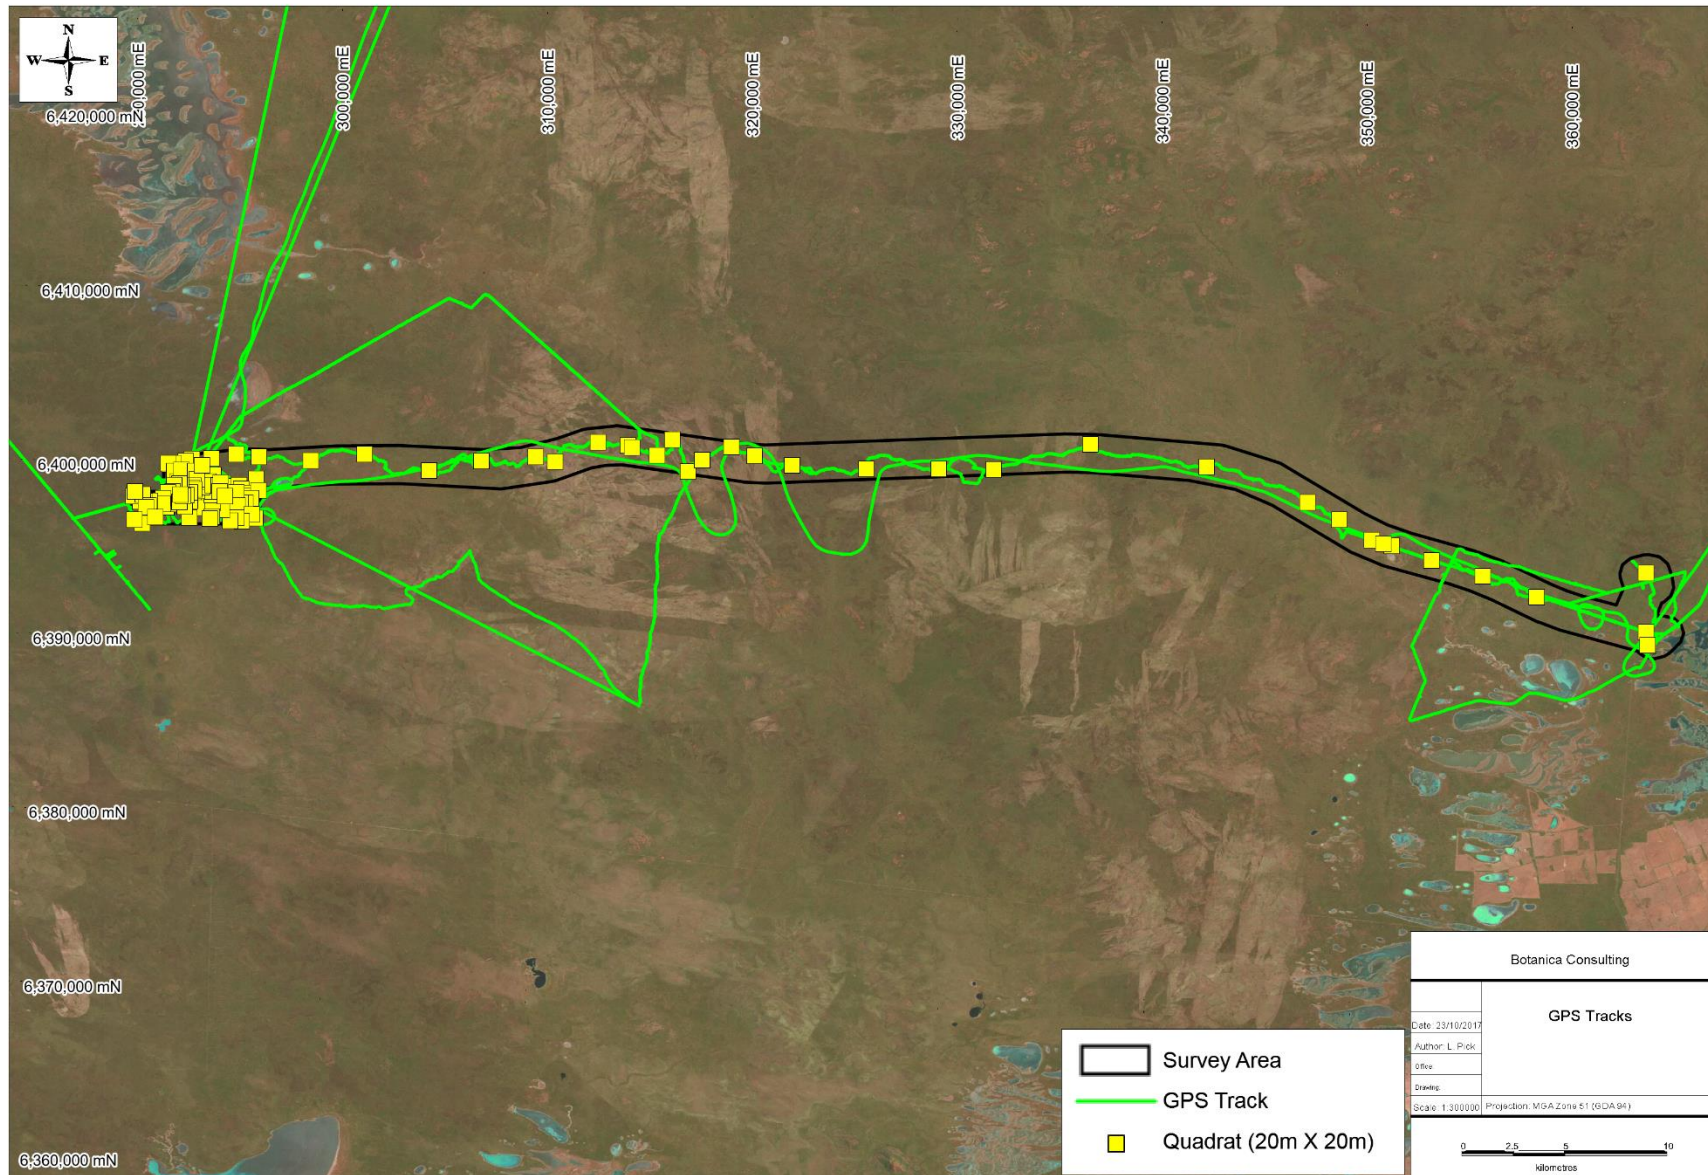 N
W E
S
300,000 mE
310,000 mE
320,000 mE
330,000 mE
340,000 mE
350,000 mE
360,000 mE
6,420,000 mN
6,410,000 mN
6,400,000 mN
6,390,000 mN
6,380,000 mN
6,370,000 mN
6,360,000 mN
Survey Area
GPS Track
Quadrat (20m X 20m)
Botanica Consulting
GPS Tracks
Date: 23/10/2017
Author: L. Pick
Office:
Drawing:
Scale: 1:300000
Projection: MGA Zone 51 (GDA 94)
0 2.5 5 10
kilometres